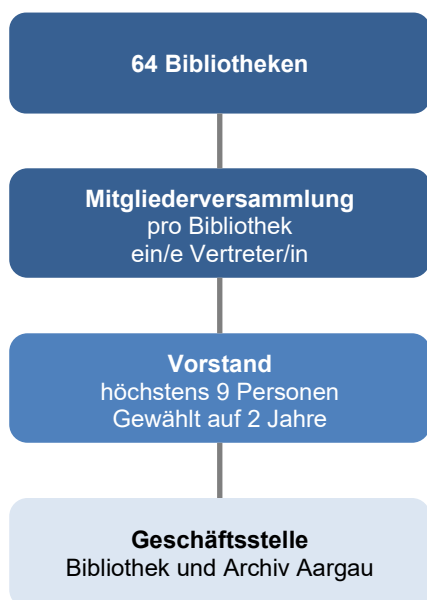 64 Bibliotheken
Mitgliederversammlung
pro Bibliothek
ein/e Vertreter/in
Vorstand
höchstens 9 Personen
Gewählt auf 2 Jahre
Geschäftsstelle
Bibliothek und Archiv Aargau